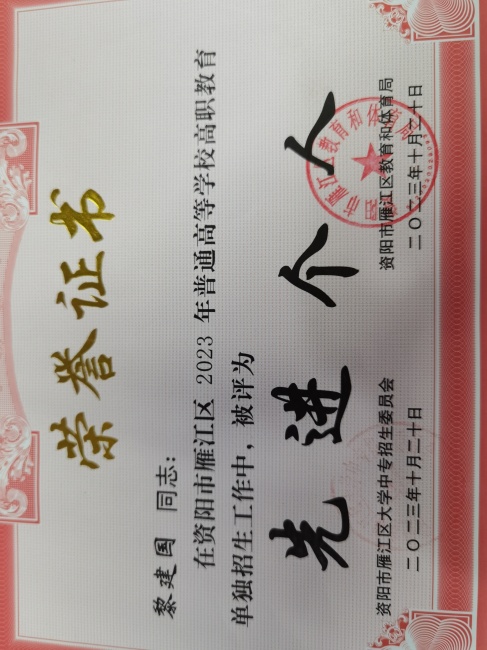 荣誉证书
黎建国 同志:
在资阳市雁江区 2023 年普通高等学校高职教育
单独招生工作中，被评为
先进个人
资阳市雁江区大学中专招生委员会
二〇二三年十月二十日
资阳市雁江区教育和体育局
二〇二三年十月二十日